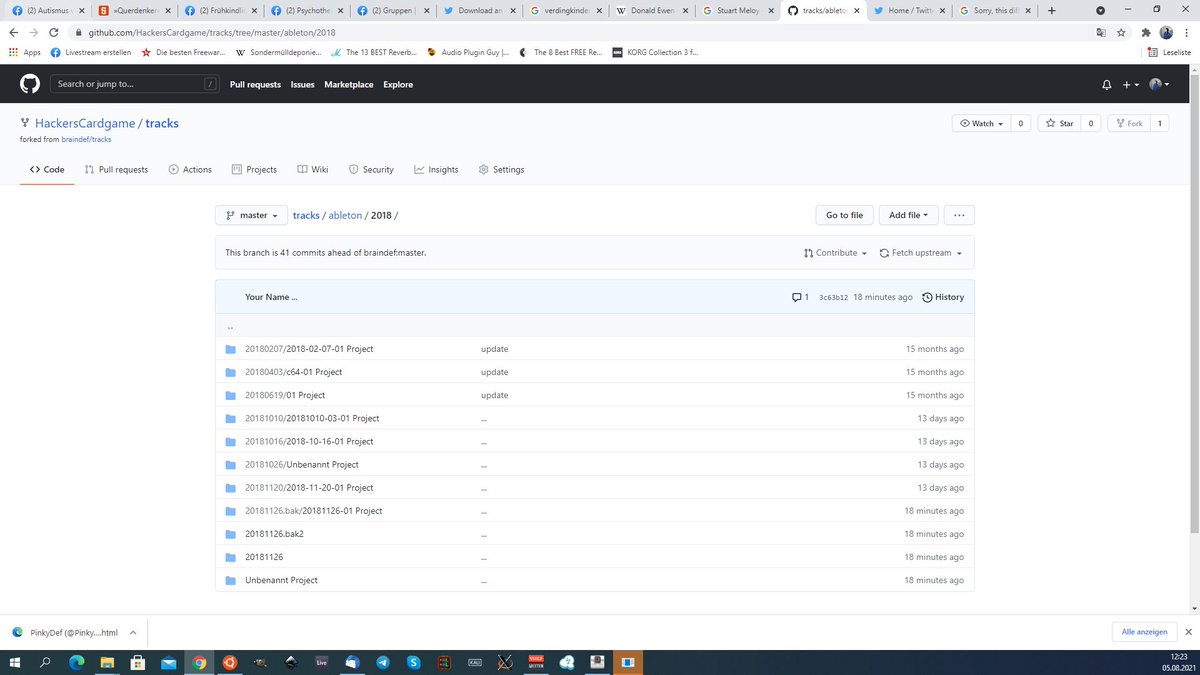 (2) Autismus
»Querdenker«
(2) Frühkindlic
(2) Psychothe
(2) Gruppen |
Download an
verdingkinder
Donald Ewen
Stuart Meloy
tracks/ableto
Home / Twitt
Sorry, this dif
github.com/HackersCardgame/tracks/tree/master/ableton/2018
Apps Livestream erstellen Die besten Freewar... Sondermülldeponie... The 13 BEST Reverb... Audio Plugin Guy |... The 8 Best FREE Re... KORG Collection 3 f... Leseliste
Search or jump to... / Pull requests Issues Marketplace Explore
HackersCardgame / tracks Watch 0 Star 0 Fork 1
forked from braindef/tracks
Code Pull requests Actions Projects Wiki Security Insights Settings
master tracks / ableton / 2018 / Go to file Add file ...
This branch is 41 commits ahead of braindef:master. Contribute Fetch upstream
Your Name ... 1 3c63b12 18 minutes ago History
..
20180207/2018-02-07-01 Project update 15 months ago
20180403/c64-01 Project update 15 months ago
20180619/01 Project update 15 months ago
20181010/20181010-03-01 Project ... 13 days ago
20181016/2018-10-16-01 Project ... 13 days ago
20181026/Unbenannt Project ... 13 days ago
20181120/2018-11-20-01 Project ... 13 days ago
20181126.bak/20181126-01 Project ... 18 minutes ago
20181126.bak2 ... 18 minutes ago
20181126 ... 18 minutes ago
Unbenannt Project ... 18 minutes ago
PinkyDef (@Pinky....html Alle anzeigen
Live
12:23
05.08.2021